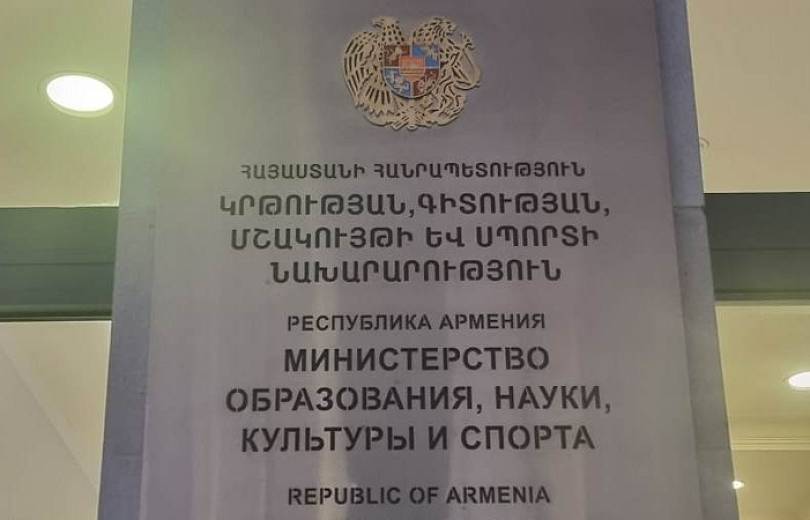 ՀԱՅԱՍՏԱՆԻ ՀԱՆՐԱՊԵՏՈՒԹՅՈՒՆ
ԿՐԹՈՒԹՅԱՆ,ԳԻՏՈՒԹՅԱՆ,
ՄՇԱԿՈՒՅԹԻ ԵՎ ՍՊՈՐՏԻ
ՆԱԽԱՐԱՐՈՒԹՅՈՒՆ
РЕСПУБЛИКА АРМЕНИЯ
МИНИСТЕРСТВО
ОБРАЗОВАНИЯ, НАУКИ,
КУЛЬТУРЫ И СПОРТА
REPUBLIC OF ARMENIA